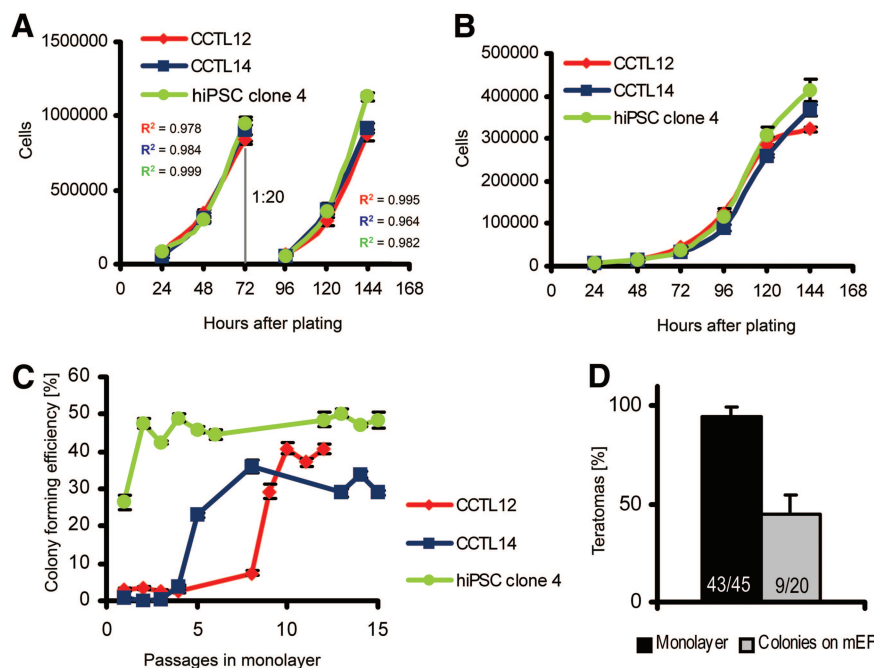 A
CCTL12
CCTL14
hiPSC clone 4
1500000
1000000
500000
0
Cells
R² = 0.978
R² = 0.984
R² = 0.999
1:20
R² = 0.995
R² = 0.964
R² = 0.982
0 24 48 72 96 120 144 168
Hours after plating
B
CCTL12
CCTL14
hiPSC clone 4
500000
400000
300000
200000
100000
0
Cells
0 24 48 72 96 120 144 168
Hours after plating
C
60
50
40
30
20
10
0
Colony forming efficiency [%]
0 5 10 15
Passages in monolayer
CCTL12
CCTL14
hiPSC clone 4
D
100
50
0
Teratomas [%]
43/45
9/20
Monolayer
Colonies on mEF